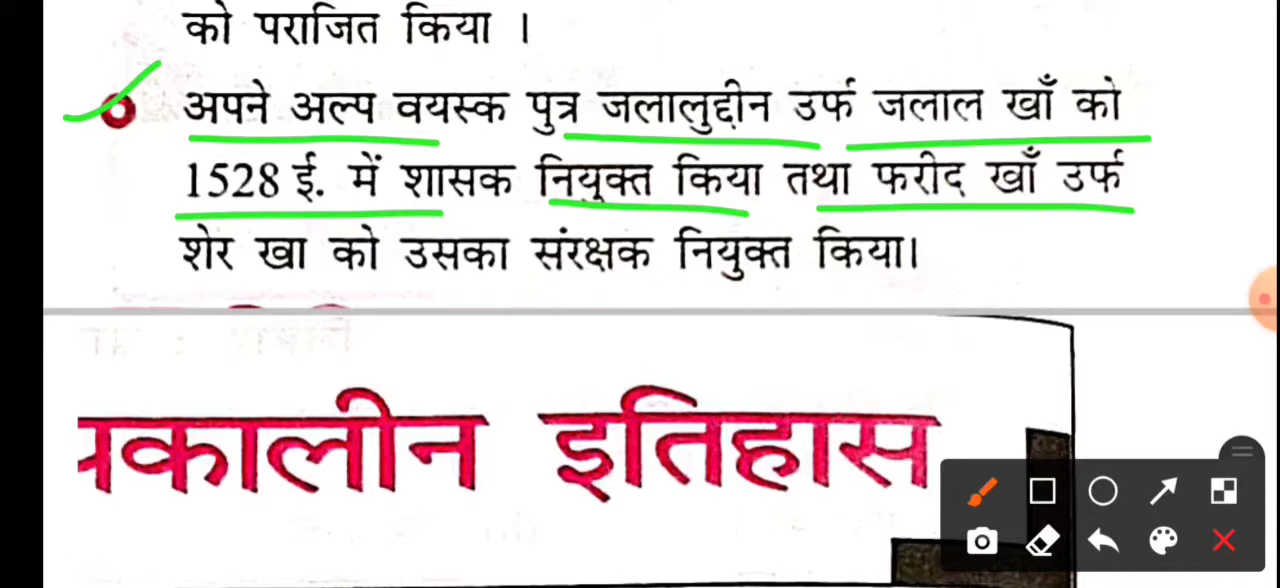 को पराजित किया ।
अपने अल्प वयस्क पुत्र जलालुद्दीन उर्फ जलाल खाँ को
1528 ई. में शासक नियुक्त किया तथा फरीद खाँ उर्फ
शेर खा को उसका संरक्षक नियुक्त किया।
कालीन इतिहास